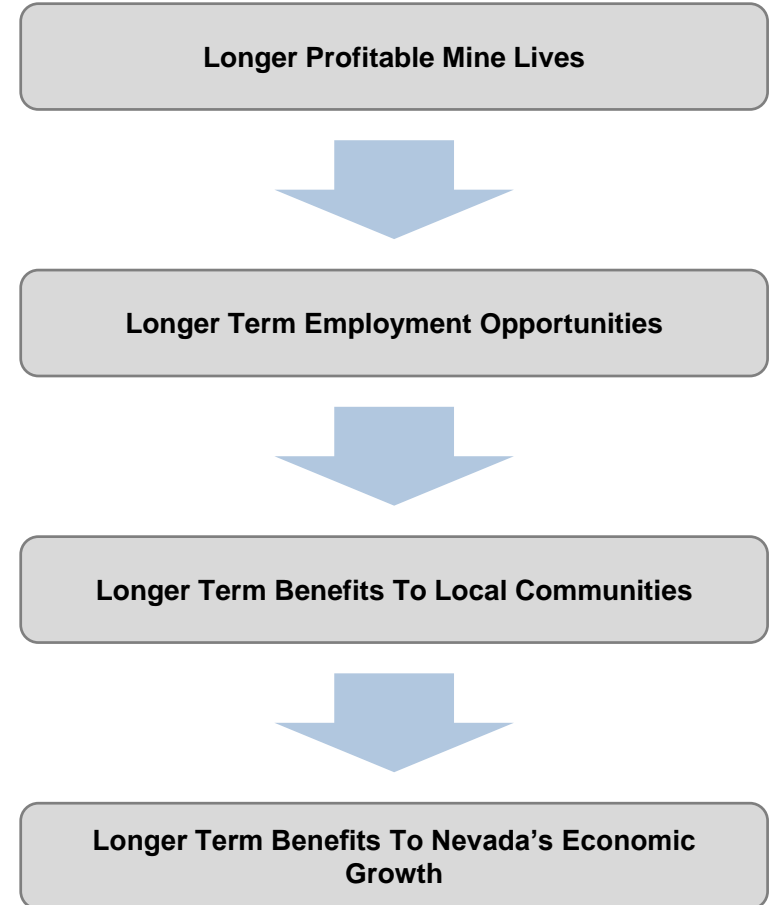 Longer Profitable Mine Lives
Longer Term Employment Opportunities
Longer Term Benefits To Local Communities
Longer Term Benefits To Nevada’s Economic
Growth